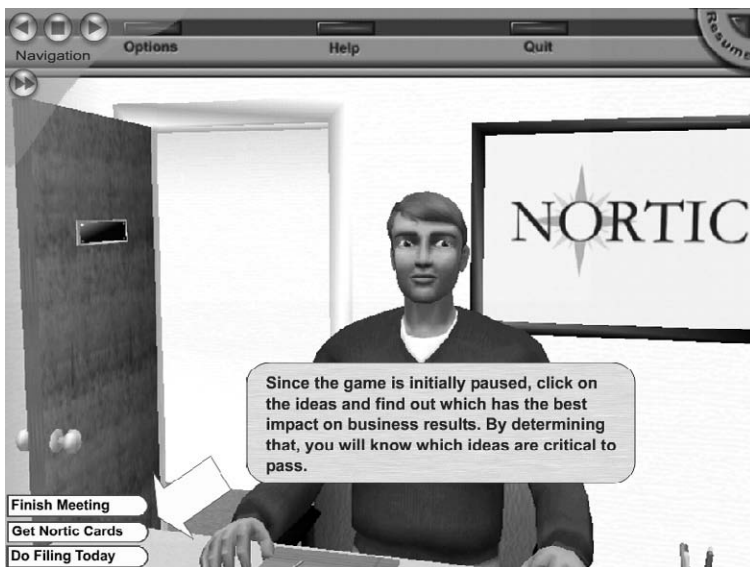 Options
Help
Quit
Resume
Navigation
NORTIC
Since the game is initially paused, click on
the ideas and find out which has the best
impact on business results. By determining
that, you will know which ideas are critical to
pass.
Finish Meeting
Get Nortic Cards
Do Filing Today